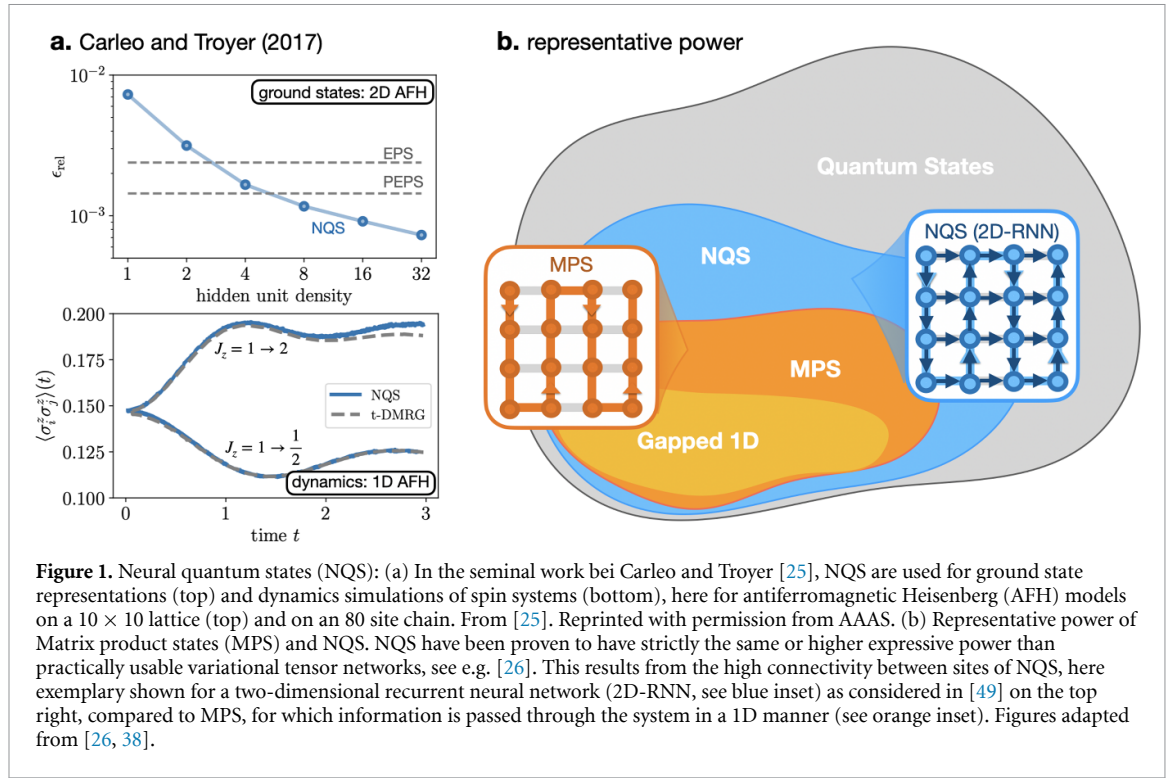 a. Carleo and Troyer (2017)
10⁻²
ground states: 2D AFH
ϵrel
EPS
PEPS
10⁻³
NQS
1 2 4 8 16 32
hidden unit density
0.200
0.175
0.150
0.125
0.100
⟨σᵢᶻσⱼᶻ⟩(t)
J_z = 1 → 2
NQS
t-DMRG
J_z = 1 → 1/2
dynamics: 1D AFH
0 1 2 3
time t
b. representative power
Quantum States
NQS
NQS (2D-RNN)
MPS
MPS
Gapped 1D
Figure 1. Neural quantum states (NQS): (a) In the seminal work bei Carleo and Troyer [25], NQS are used for ground state
representations (top) and dynamics simulations of spin systems (bottom), here for antiferromagnetic Heisenberg (AFH) models
on a 10 × 10 lattice (top) and on an 80 site chain. From [25]. Reprinted with permission from AAAS. (b) Representative power of
Matrix product states (MPS) and NQS. NQS have been proven to have strictly the same or higher expressive power than
practically usable variational tensor networks, see e.g. [26]. This results from the high connectivity between sites of NQS, here
exemplary shown for a two-dimensional recurrent neural network (2D-RNN, see blue inset) as considered in [49] on the top
right, compared to MPS, for which information is passed through the system in a 1D manner (see orange inset). Figures adapted
from [26, 38].